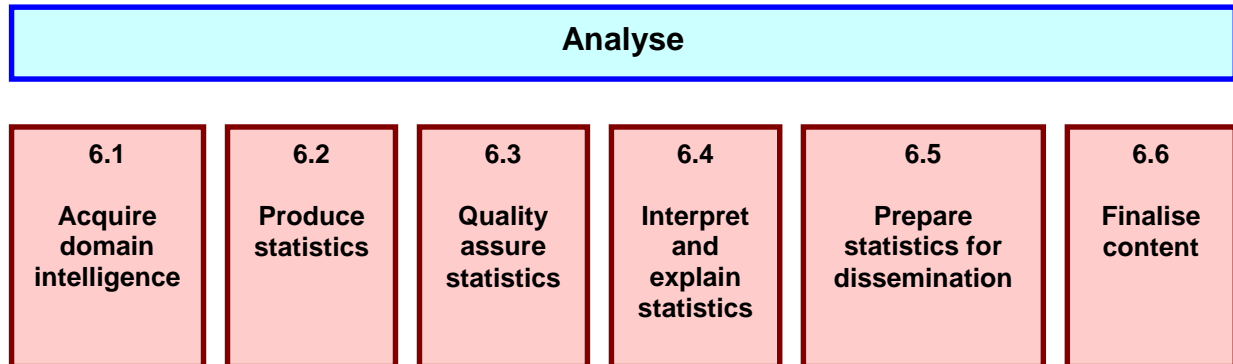 Analyse
6.1
Acquire
domain
intelligence
6.2
Produce
statistics
6.3
Quality
assure
statistics
6.4
Interpret
and
explain
statistics
6.5
Prepare
statistics for
dissemination
6.6
Finalise
content